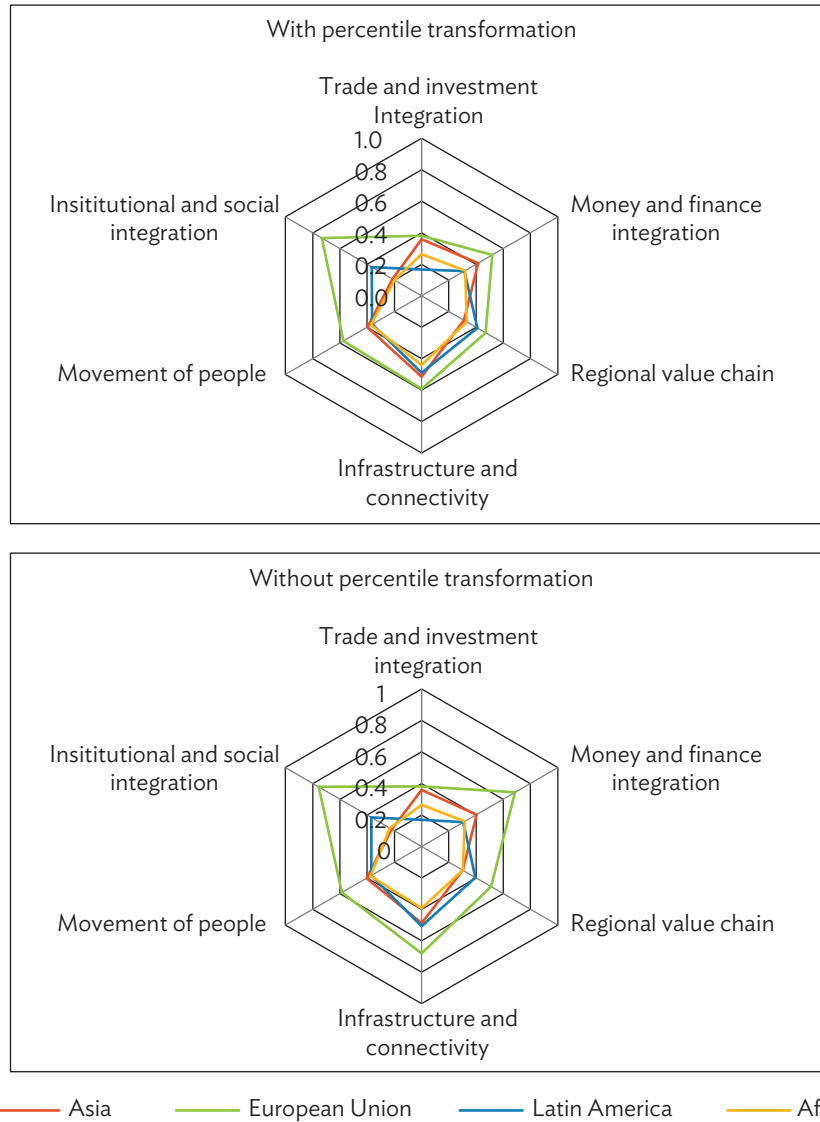 With percentile transformation
Trade and investment
Integration
1.0
0.8
0.6
0.4
0.2
0.0
Insititutional and social
integration
Money and finance
integration
Movement of people
Regional value chain
Infrastructure and
connectivity
Without percentile transformation
Trade and investment
integration
1
0.8
0.6
0.4
0.2
0
Insititutional and social
integration
Money and finance
integration
Movement of people
Regional value chain
Infrastructure and
connectivity
Asia European Union Latin America